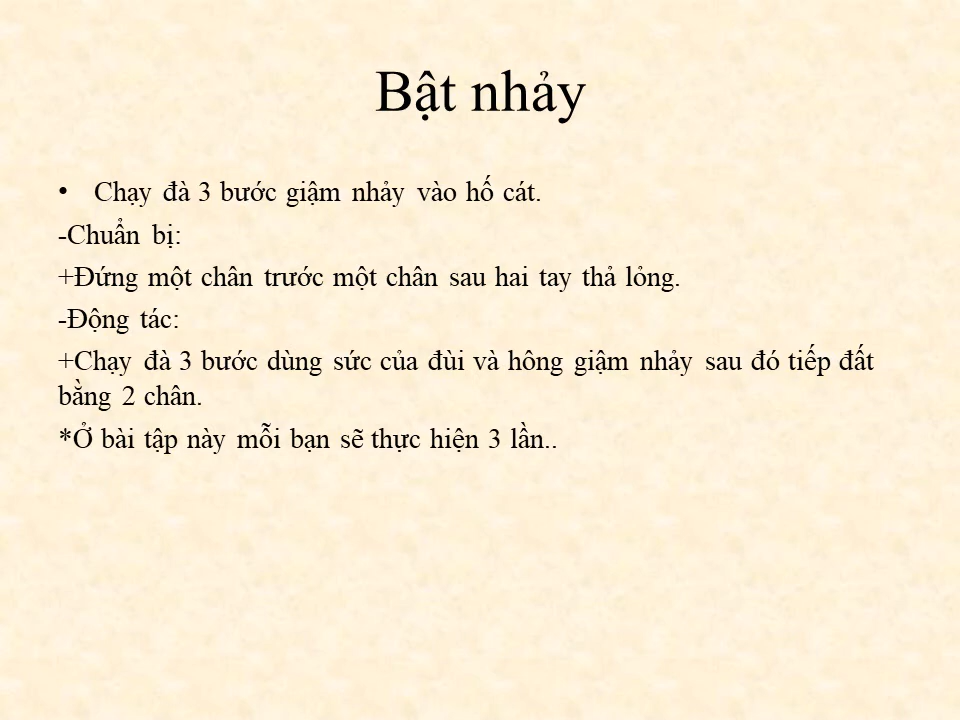 Bật nhảy
• Chạy đà 3 bước giậm nhảy vào hố cát.
-Chuẩn bị:
+Đứng một chân trước một chân sau hai tay thả lỏng.
-Động tác:
+Chạy đà 3 bước dùng sức của đùi và hông giậm nhảy sau đó tiếp đất
bằng 2 chân.
*Ở bài tập này mỗi bạn sẽ thực hiện 3 lần..